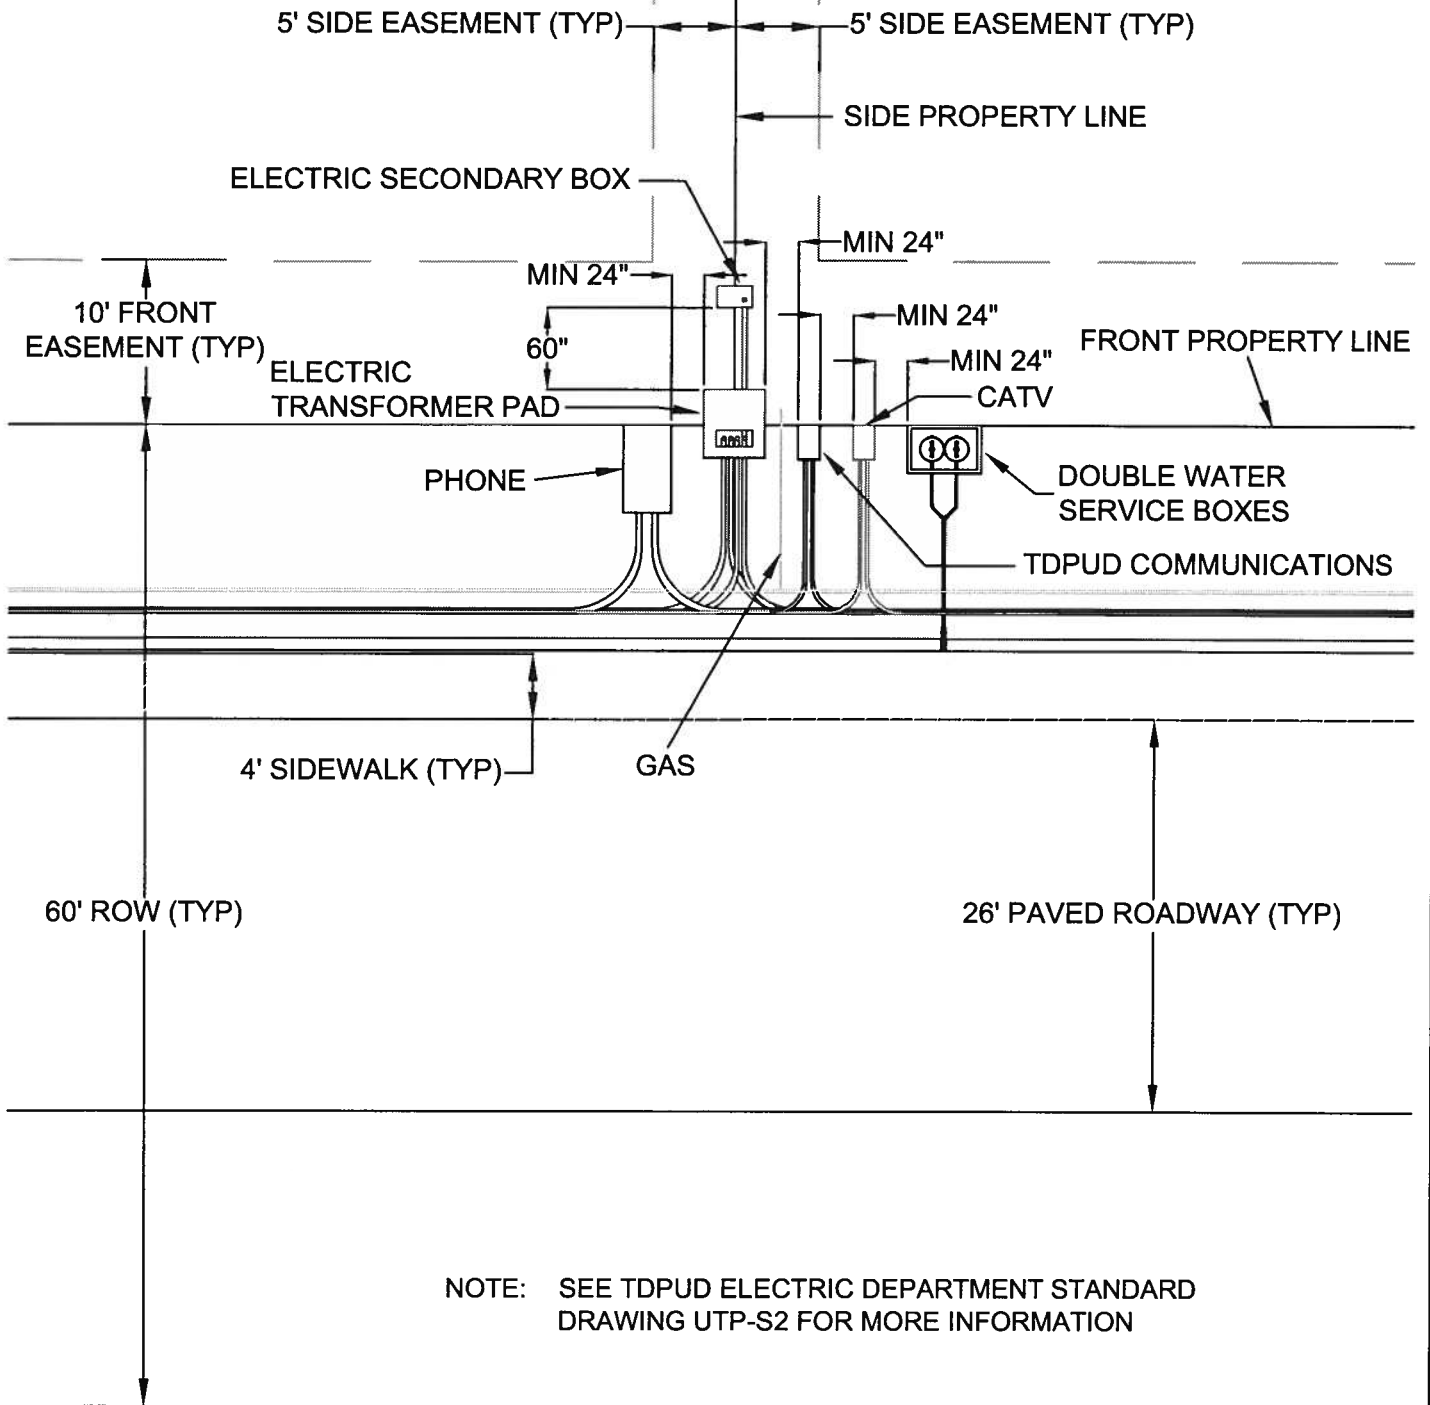 5' SIDE EASEMENT (TYP)
5' SIDE EASEMENT (TYP)
SIDE PROPERTY LINE
ELECTRIC SECONDARY BOX
MIN 24"
MIN 24"
10' FRONT
EASEMENT (TYP)
MIN 24"
60"
FRONT PROPERTY LINE
MIN 24"
ELECTRIC
TRANSFORMER PAD
CATV
PHONE
DOUBLE WATER
SERVICE BOXES
TDPUD COMMUNICATIONS
4' SIDEWALK (TYP)
GAS
60' ROW (TYP)
26' PAVED ROADWAY (TYP)
NOTE: SEE TDPUD ELECTRIC DEPARTMENT STANDARD
DRAWING UTP-S2 FOR MORE INFORMATION